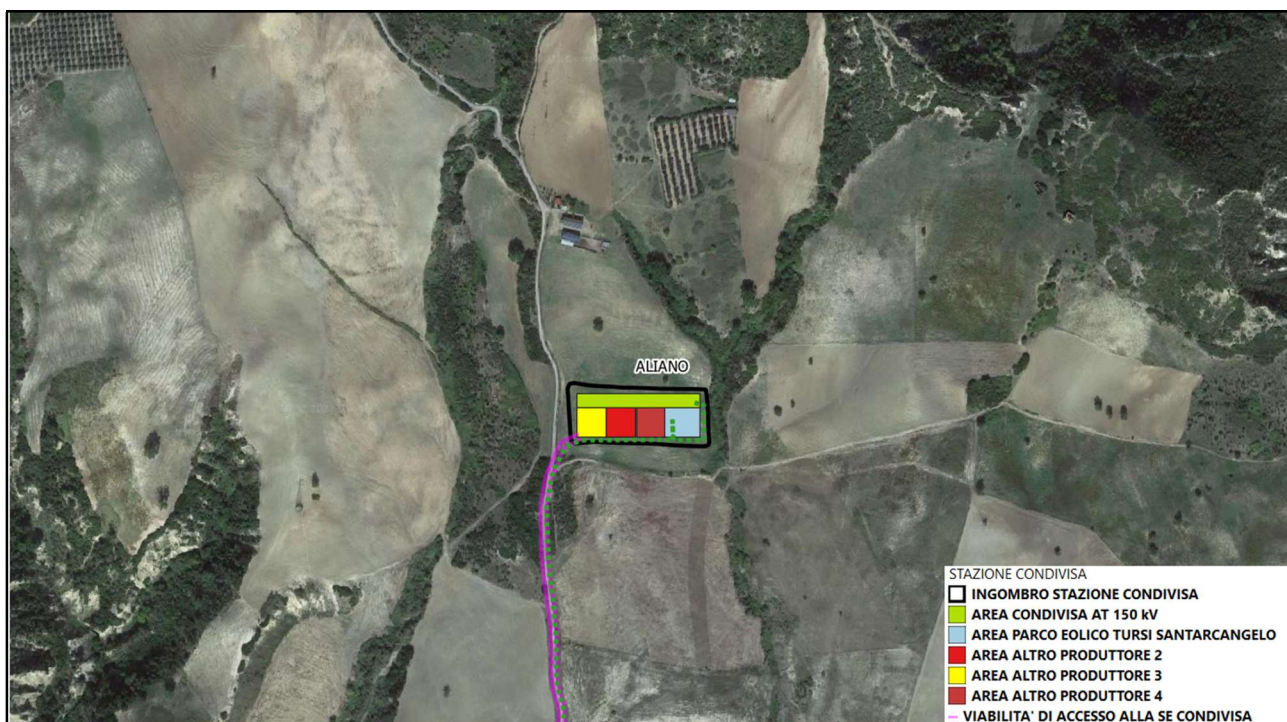 ALIANO
STAZIONE CONDIVISA
INGOMBRO STAZIONE CONDIVISA
AREA CONDIVISA AT 150 kV
AREA PARCO EOLICO TURSI SANTARCANGELO
AREA ALTRO PRODUTTORE 2
AREA ALTRO PRODUTTORE 3
AREA ALTRO PRODUTTORE 4
VIABILITA' DI ACCESSO ALLA SE CONDIVISA